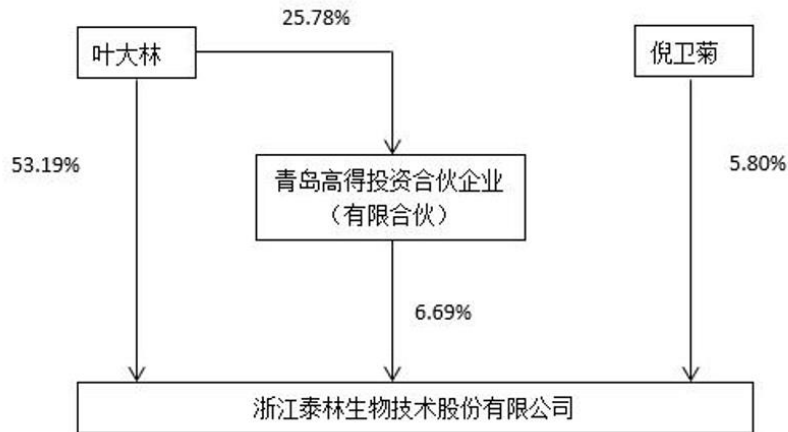 25.78%
叶大林
倪卫菊
53.19%
5.80%
青岛高得投资合伙企业
（有限合伙）
6.69%
浙江泰林生物技术股份有限公司